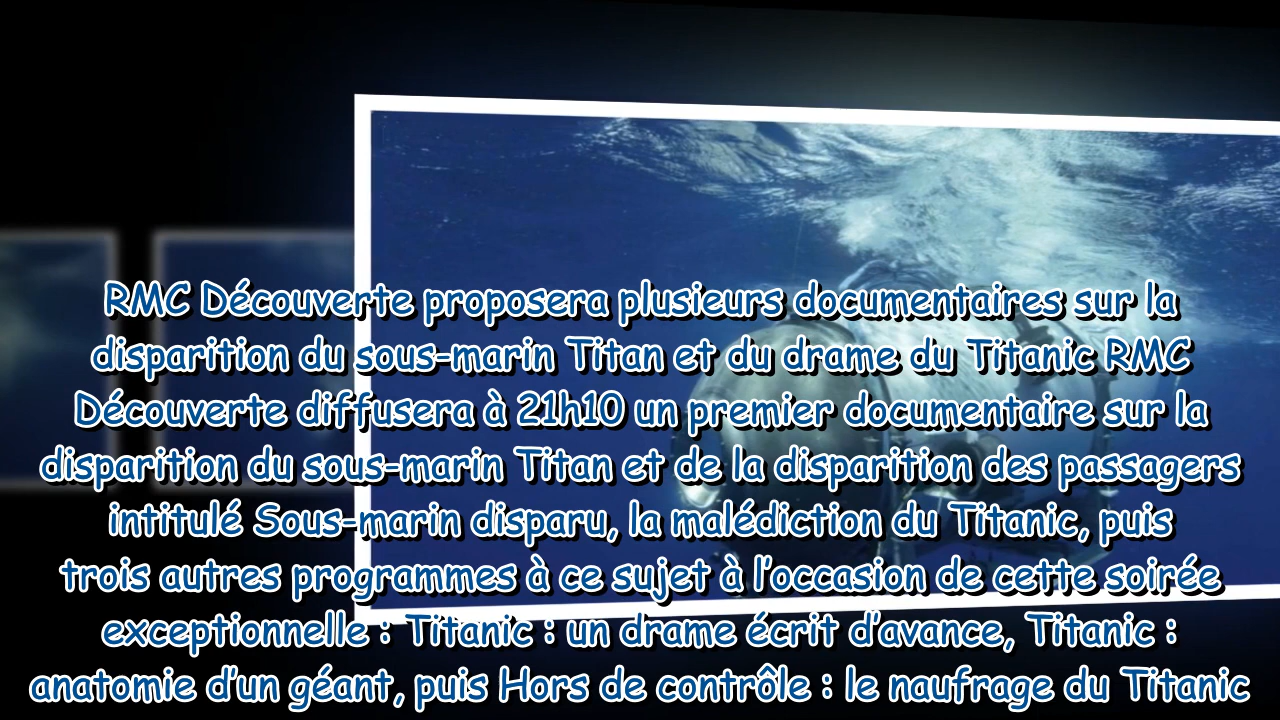 RMC Découverte proposera plusieurs documentaires sur la
disparition du sous-marin Titan et du drame du Titanic RMC
Découverte diffusera à 21h10 un premier documentaire sur la
disparition du sous-marin Titan et de la disparition des passagers
intitulé Sous-marin disparu, la malédiction du Titanic, puis
trois autres programmes à ce sujet à l'occasion de cette soirée
exceptionnelle : Titanic : un drame écrit d'avance, Titanic :
anatomie d'un géant, puis Hors de contrôle : le naufrage du Titanic